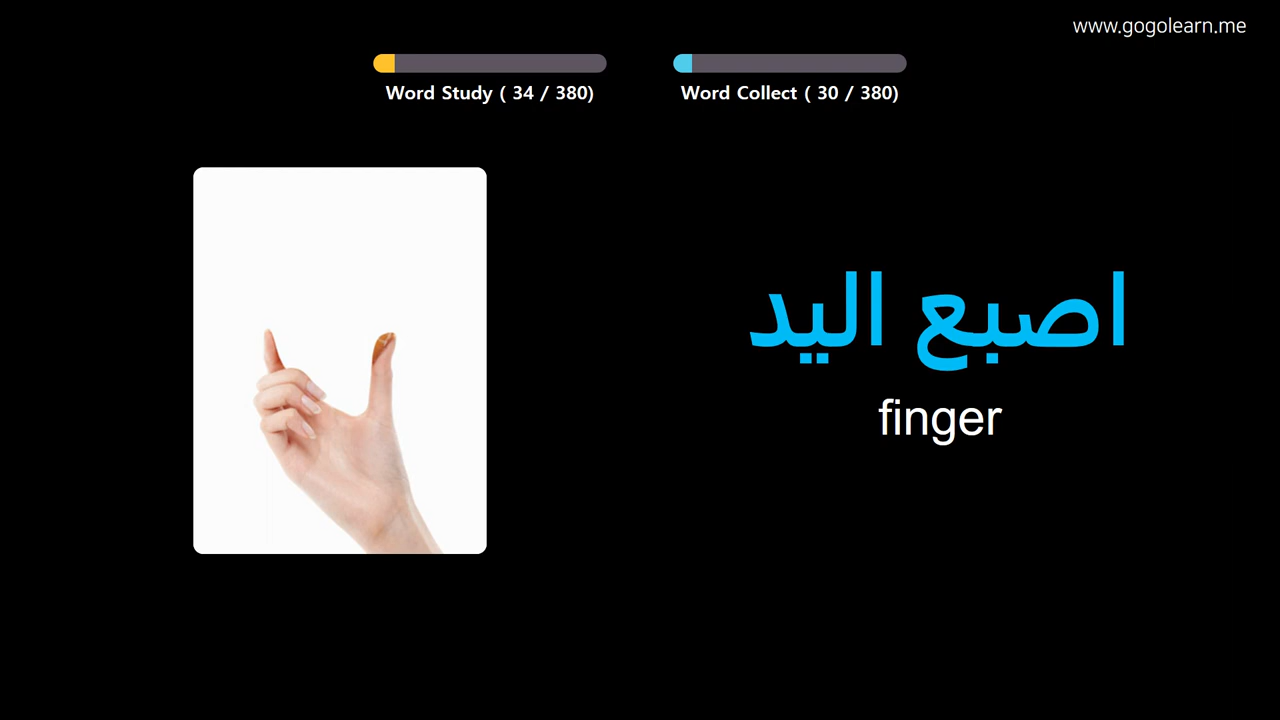 www.gogolearn.me
Word Study ( 34 / 380)
Word Collect ( 30 / 380)
اصبع اليد
finger